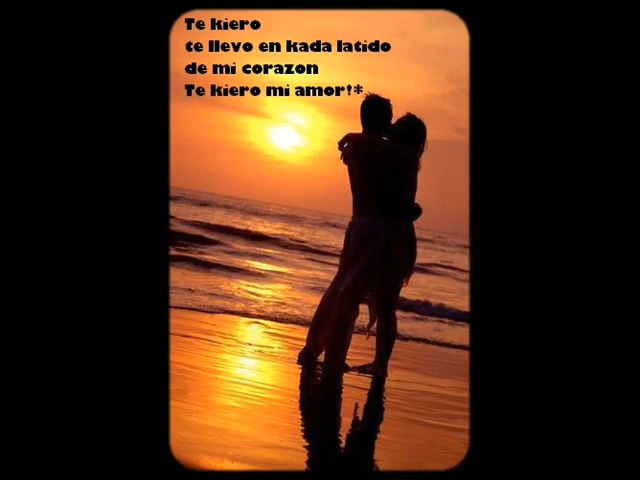 Te kiero
te llevo en kada latido
de mi corazon
Te kiero mi amor!*